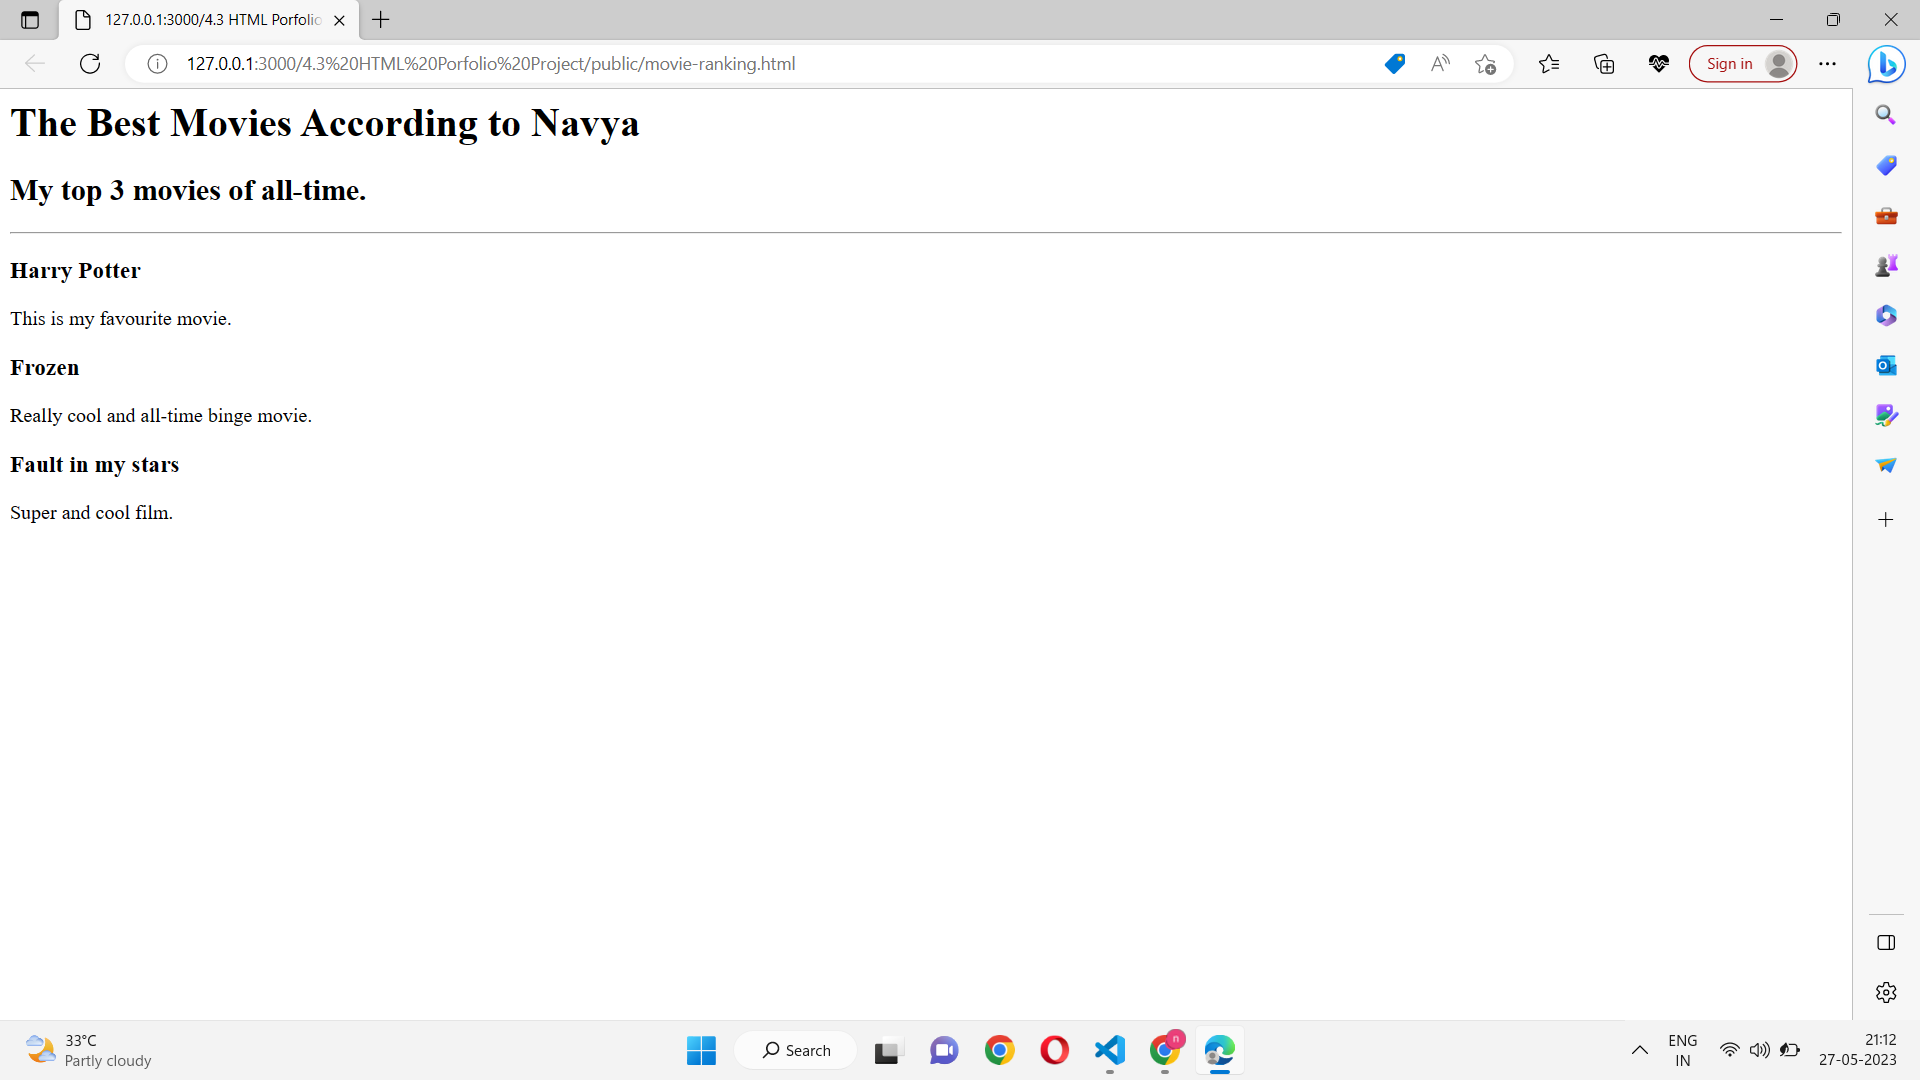 127.0.0.1:3000/4.3 HTML Porfolio
127.0.0.1:3000/4.3%20HTML%20Porfolio%20Project/public/movie-ranking.html
Sign in
The Best Movies According to Navya
My top 3 movies of all-time.
Harry Potter
This is my favourite movie.
Frozen
Really cool and all-time binge movie.
Fault in my stars
Super and cool film.
33°C
Partly cloudy
Search
n
ENG
IN
21:12
27-05-2023